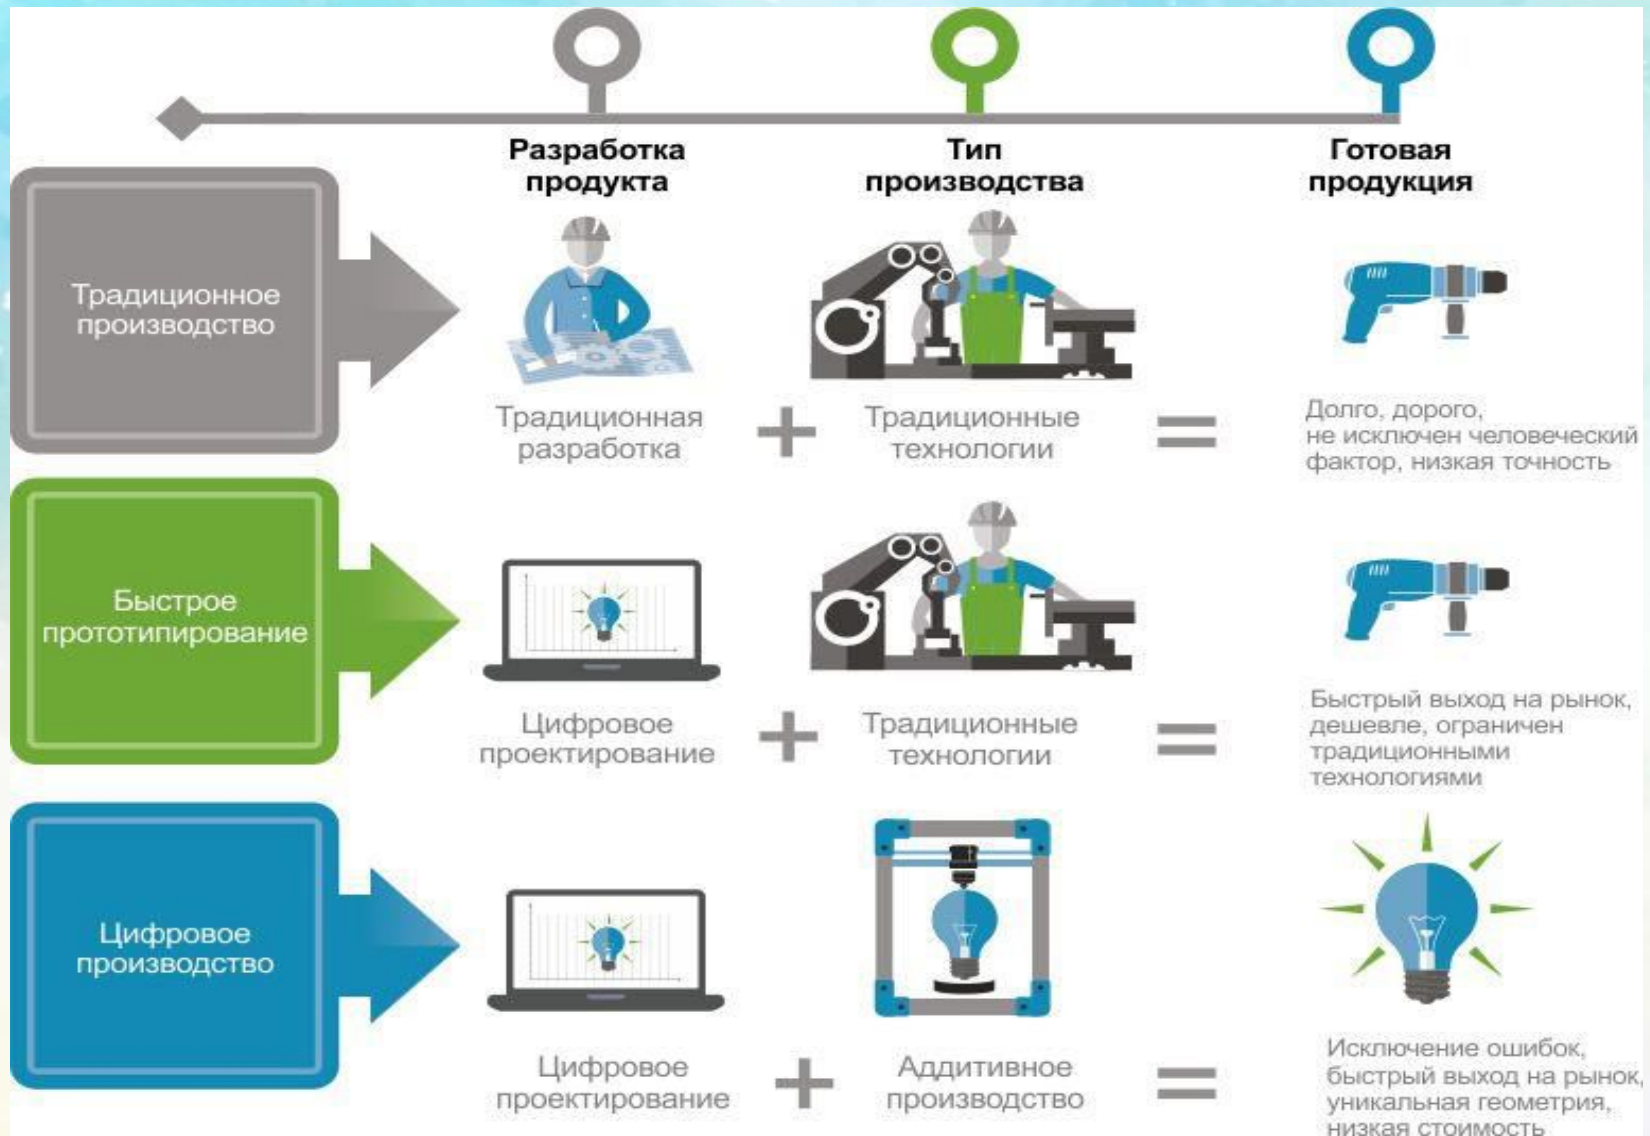 Разработка
продукта
Тип
производства
Готовая
продукция
Традиционное
производство
Традиционная
разработка
+
Традиционные
технологии
=
Долго, дорого,
не исключен человеческий
фактор, низкая точность
Быстрое
прототипирование
Цифровое
проектирование
+
Традиционные
технологии
=
Быстрый выход на рынок,
дешевле, ограничен
традиционными
технологиями
Цифровое
производство
Цифровое
проектирование
+
Аддитивное
производство
=
Исключение ошибок,
быстрый выход на рынок,
уникальная геометрия,
низкая стоимость